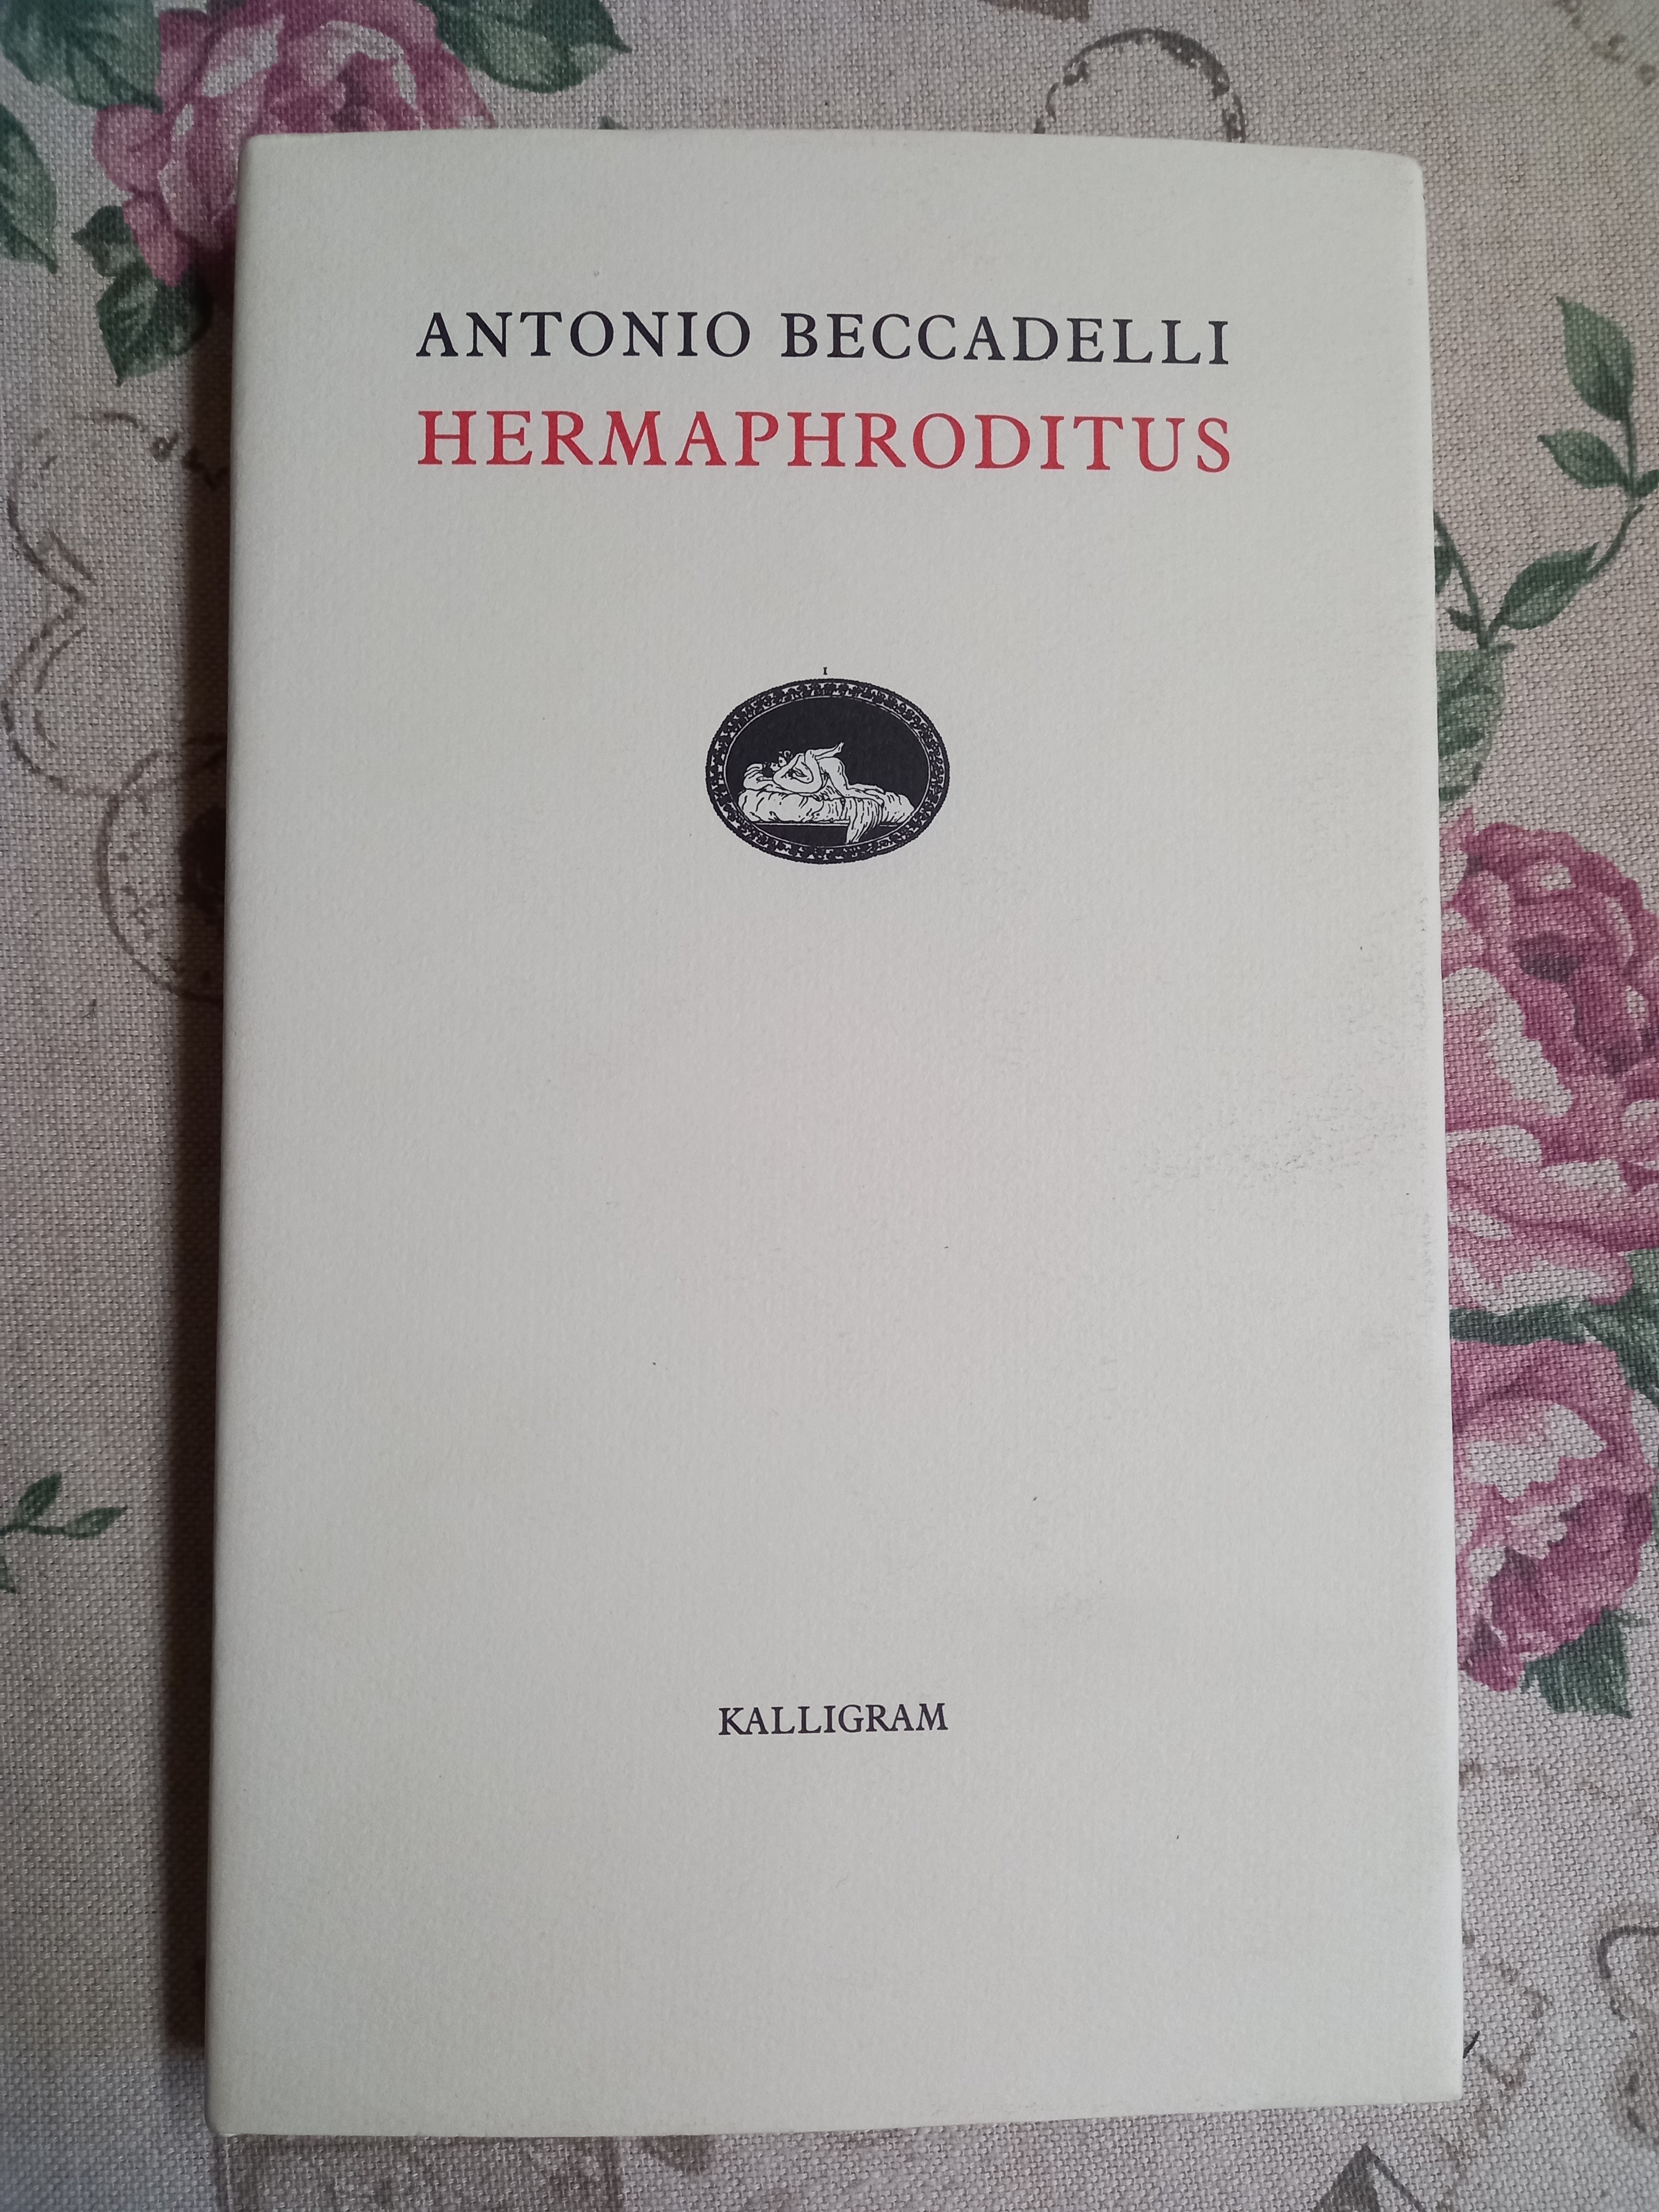 ANTONIO BECCADELLI
HERMAPHRODITUS
I
KALLIGRAM